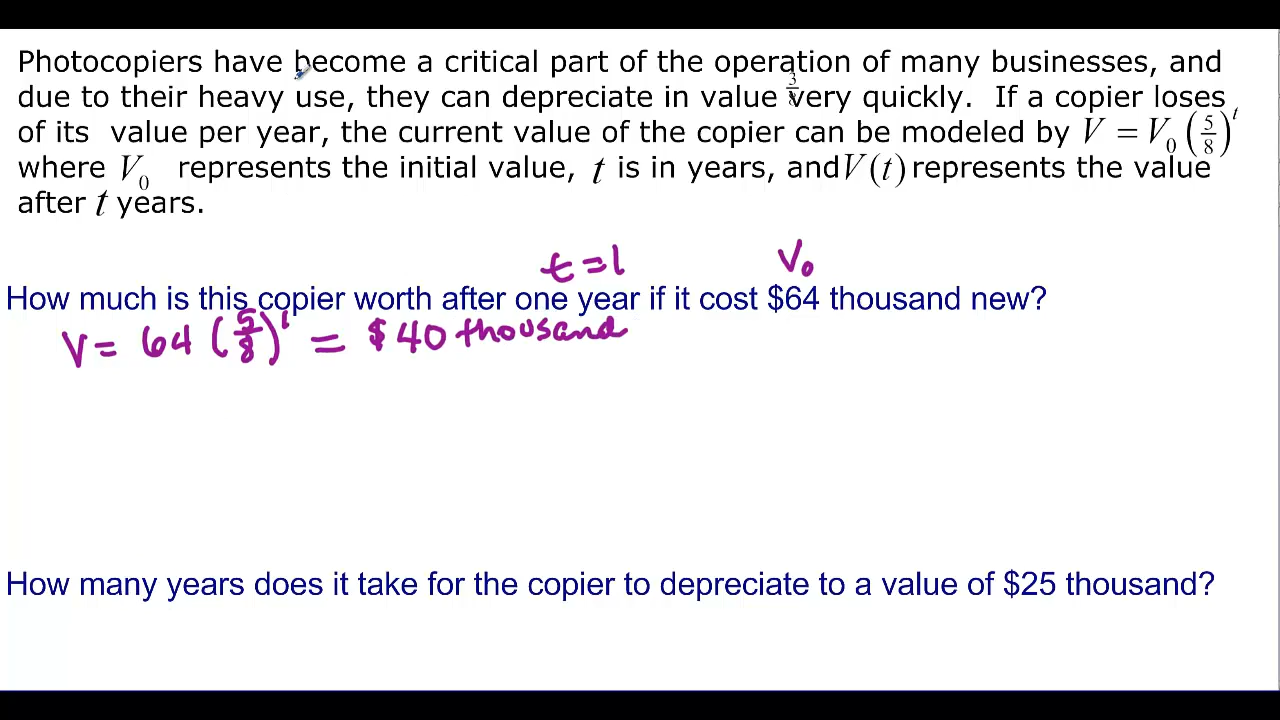 Photocopiers have become a critical part of the operation of many businesses, and
due to their heavy use, they can depreciate in value very quickly. If a copier loses 3/8
of its value per year, the current value of the copier can be modeled by V = V₀(5/8)^t
where V₀ represents the initial value, t is in years, and V(t) represents the value
after t years.
t = 1 V₀
How much is this copier worth after one year if it cost $64 thousand new?
V = 64 (5/8)^1 = $40 thousand
How many years does it take for the copier to depreciate to a value of $25 thousand?